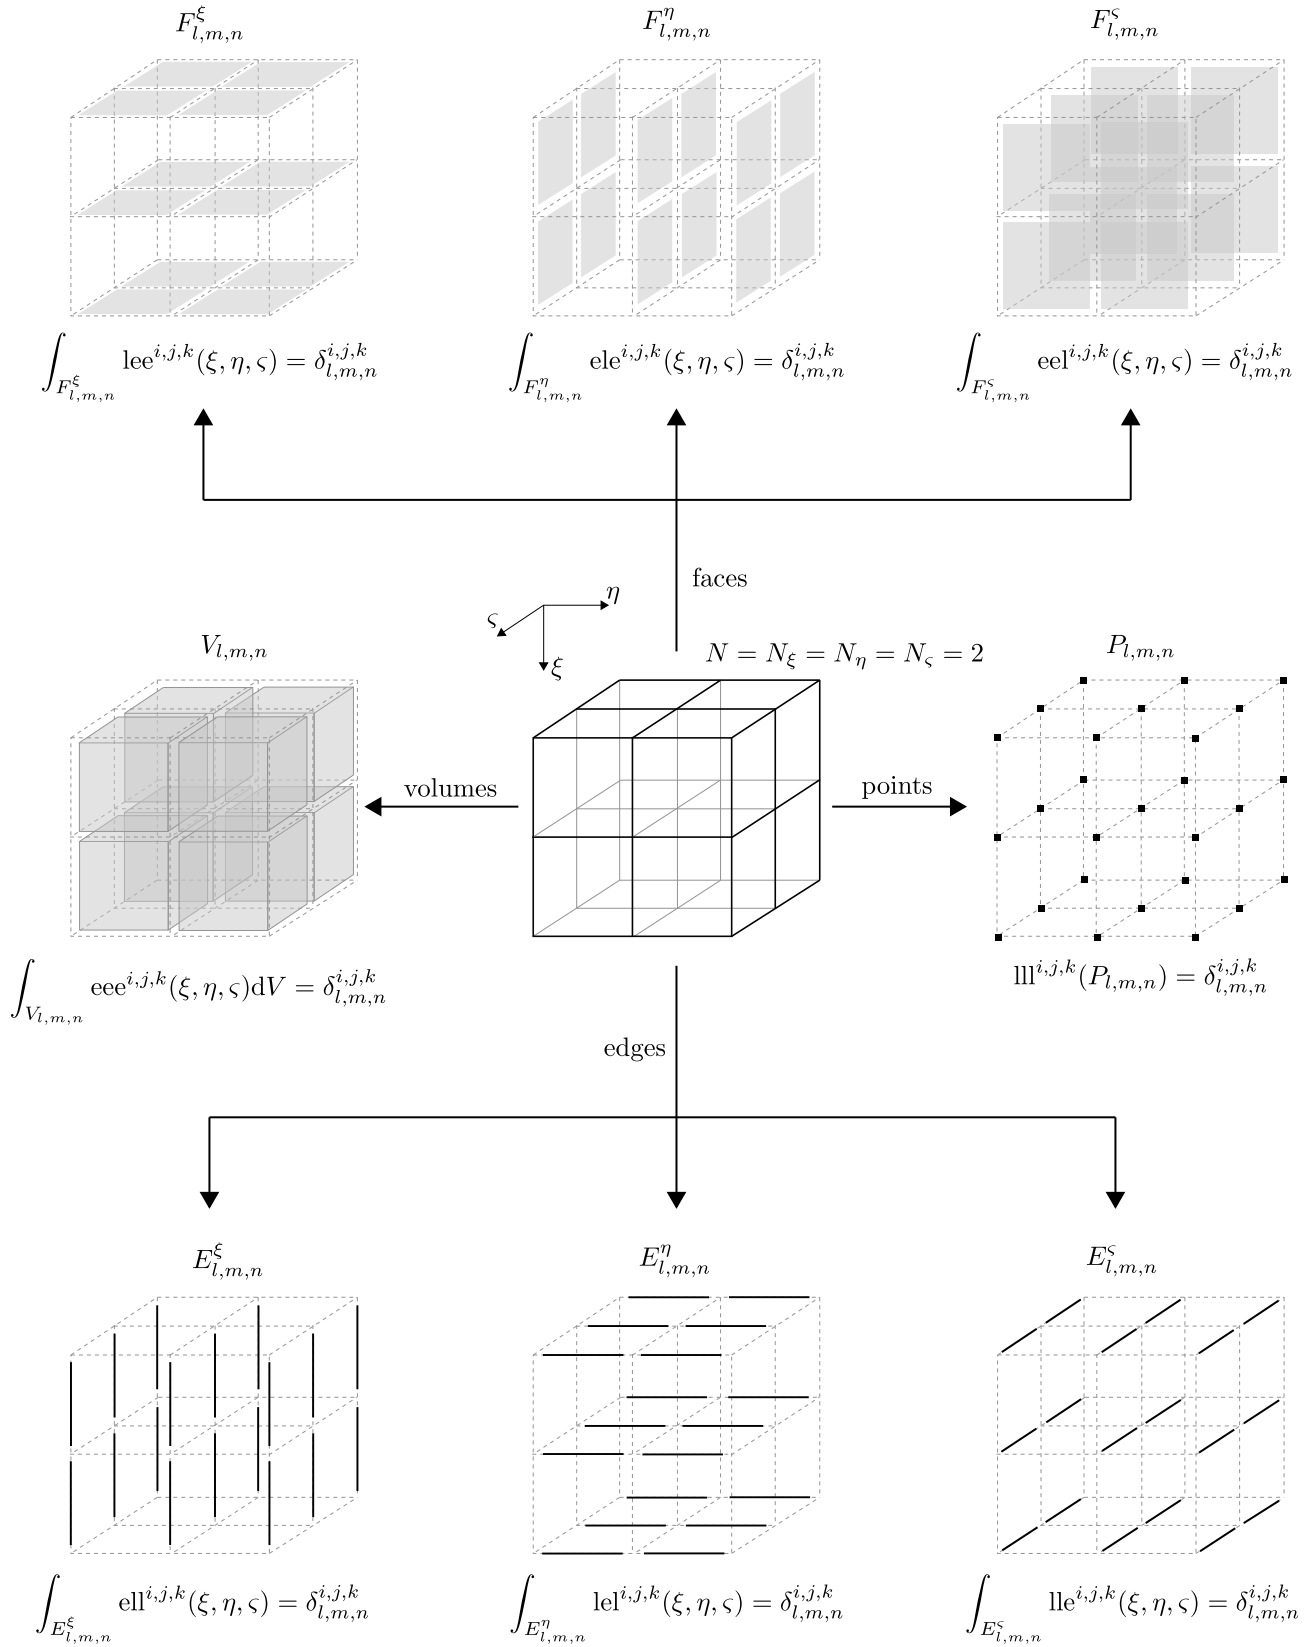 F^ξ_{l,m,n} F^η_{l,m,n} F^ς_{l,m,n}
∫_{F^ξ_{l,m,n}} lee^{i,j,k}(ξ, η, ς) = δ^{i,j,k}_{l,m,n}
∫_{F^η_{l,m,n}} ele^{i,j,k}(ξ, η, ς) = δ^{i,j,k}_{l,m,n}
∫_{F^ς_{l,m,n}} eel^{i,j,k}(ξ, η, ς) = δ^{i,j,k}_{l,m,n}
faces
η
ς
ξ
V_{l,m,n}
N = N_ξ = N_η = N_ς = 2
P_{l,m,n}
volumes
points
∫_{V_{l,m,n}} eee^{i,j,k}(ξ, η, ς)dV = δ^{i,j,k}_{l,m,n}
lll^{i,j,k}(P_{l,m,n}) = δ^{i,j,k}_{l,m,n}
edges
E^ξ_{l,m,n} E^η_{l,m,n} E^ς_{l,m,n}
∫_{E^ξ_{l,m,n}} ell^{i,j,k}(ξ, η, ς) = δ^{i,j,k}_{l,m,n}
∫_{E^η_{l,m,n}} lel^{i,j,k}(ξ, η, ς) = δ^{i,j,k}_{l,m,n}
∫_{E^ς_{l,m,n}} lle^{i,j,k}(ξ, η, ς) = δ^{i,j,k}_{l,m,n}